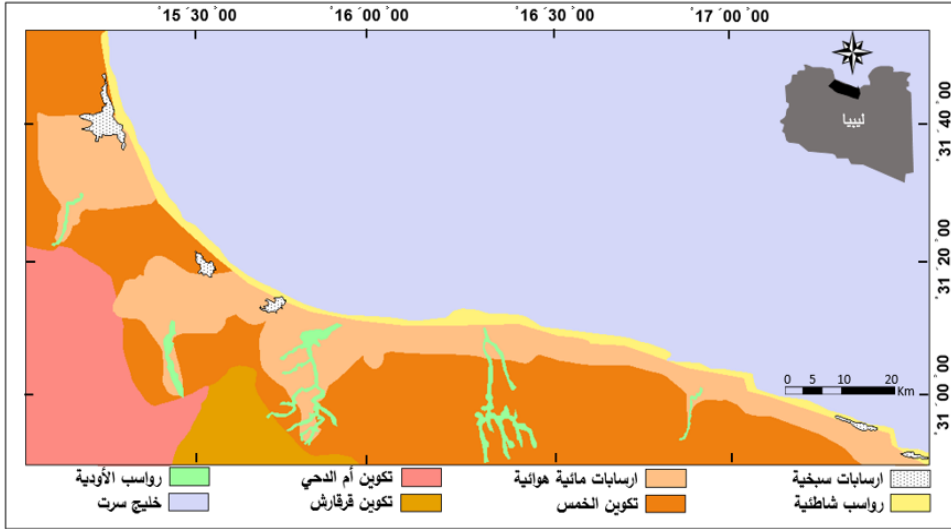 15° 30′ 00″ 16° 00′ 00″ 16° 30′ 00″ 17° 00′ 00″
31° 40′ 00″
31° 20′ 00″
31° 00′ 00″
ليبيا
0 5 10 20
Km
ارسابات سبخية
ارسابات مائية هوائية
تكوين أم الدحي
رواسب الأودية
رواسب شاطئية
تكوين الخمس
تكوين قرقارش
خليج سرت